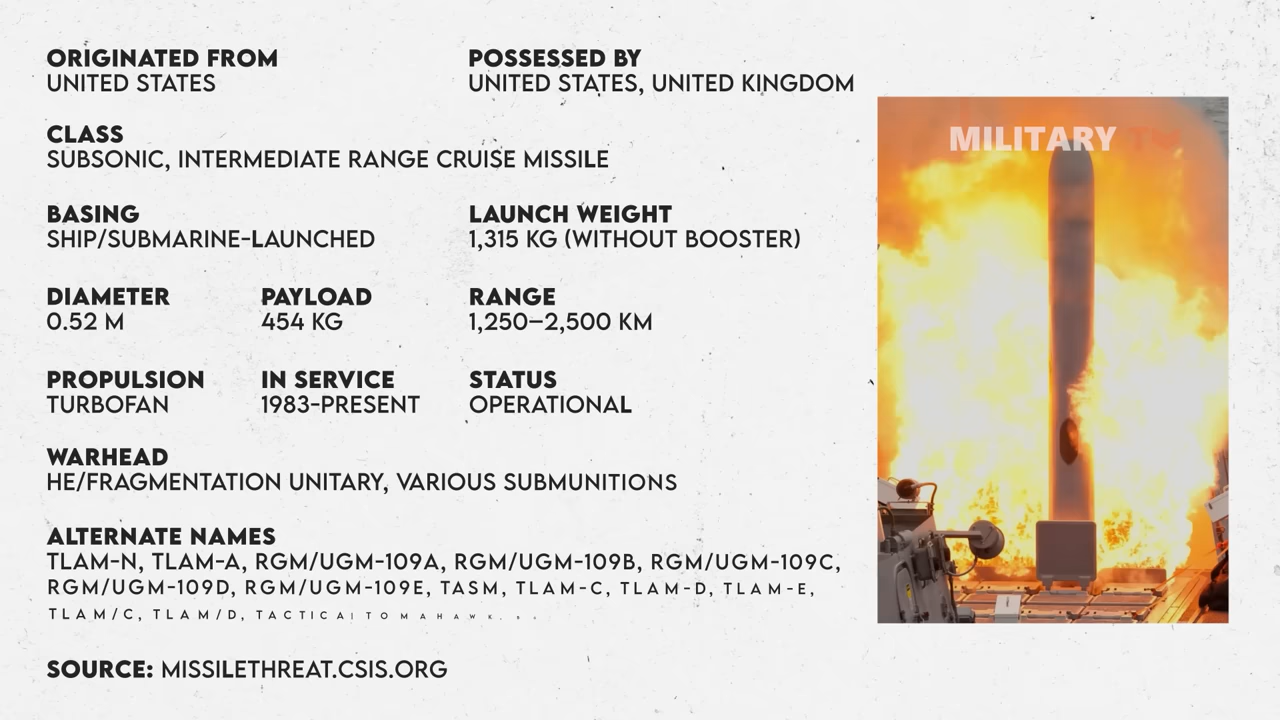 ORIGINATED FROM
UNITED STATES
POSSESSED BY
UNITED STATES, UNITED KINGDOM
CLASS
SUBSONIC, INTERMEDIATE RANGE CRUISE MISSILE
BASING
SHIP/SUBMARINE-LAUNCHED
LAUNCH WEIGHT
1,315 KG (WITHOUT BOOSTER)
DIAMETER
0.52 M
PAYLOAD
454 KG
RANGE
1,250–2,500 KM
PROPULSION
TURBOFAN
IN SERVICE
1983-PRESENT
STATUS
OPERATIONAL
WARHEAD
HE/FRAGMENTATION UNITARY, VARIOUS SUBMUNITIONS
ALTERNATE NAMES
TLAM-N, TLAM-A, RGM/UGM-109A, RGM/UGM-109B, RGM/UGM-109C,
RGM/UGM-109D, RGM/UGM-109E, TASM, TLAM-C, TLAM-D, TLAM-E,
TLAM/C, TLAM/D, TACTICAL TOMAHAWK,
SOURCE: MISSILETHREAT.CSIS.ORG
MILITARY